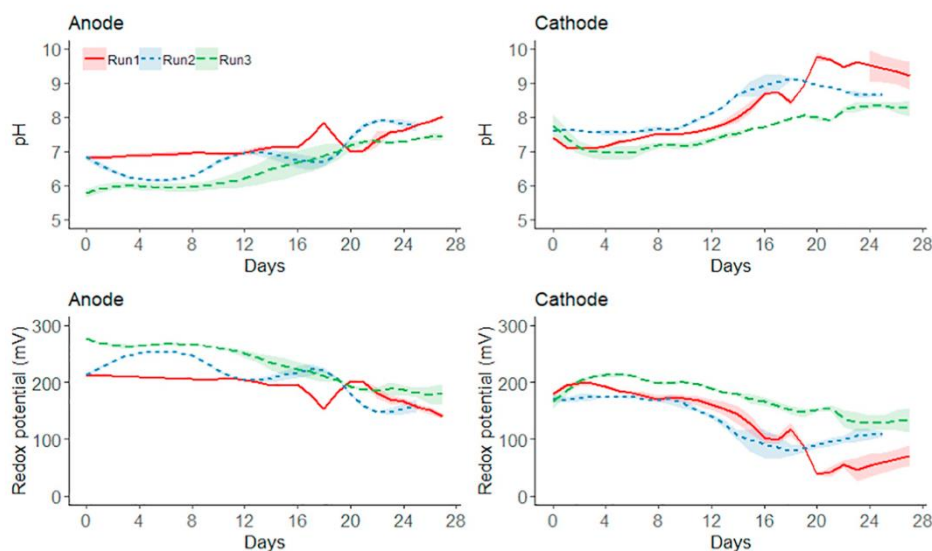 Anode
Cathode
Run1 Run2 Run3
pH
10
9
8
7
6
5
0 4 8 12 16 20 24 28
Days
pH
10
9
8
7
6
5
0 4 8 12 16 20 24 28
Days
Anode
Cathode
Redox potential (mV)
300
200
100
0
0 4 8 12 16 20 24 28
Days
Redox potential (mV)
300
200
100
0
0 4 8 12 16 20 24 28
Days